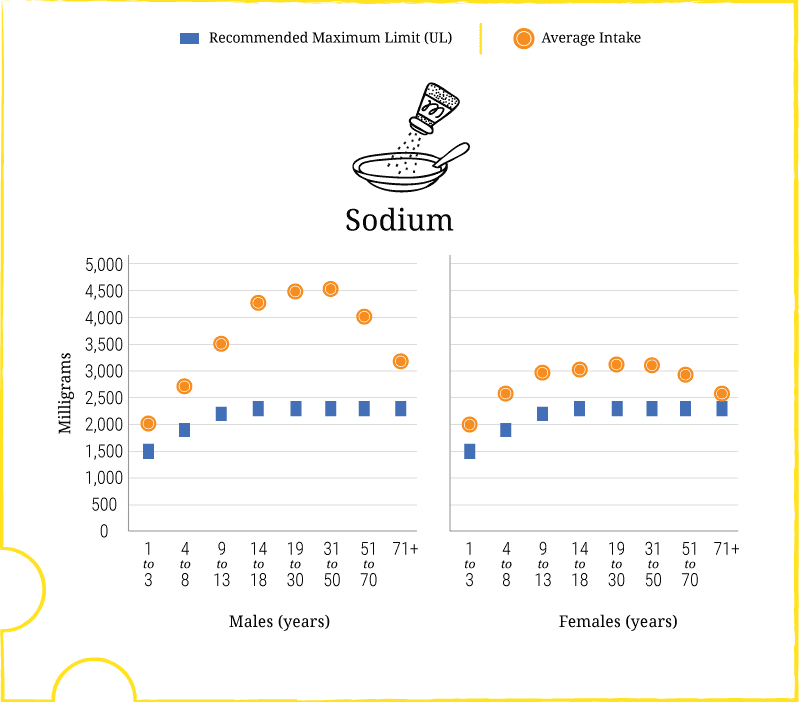 Recommended Maximum Limit (UL)
Average Intake
Sodium
Milligrams
5,000
4,500
4,000
3,500
3,000
2,500
2,000
1,500
1,000
500
0
1 to 3
4 to 8
9 to 13
14 to 18
19 to 30
31 to 50
51 to 70
71+
Males (years)
1 to 3
4 to 8
9 to 13
14 to 18
19 to 30
31 to 50
51 to 70
71+
Females (years)